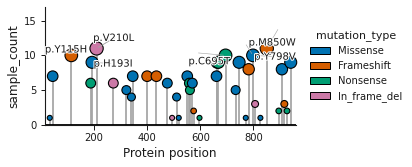 p.V210L
p.M850W
p.Y115H
p.Y798V
p.H193I
p.C695T
sample_count
15
10
5
0
200
400
600
800
Protein position
mutation_type
Missense
Frameshift
Nonsense
In_frame_del